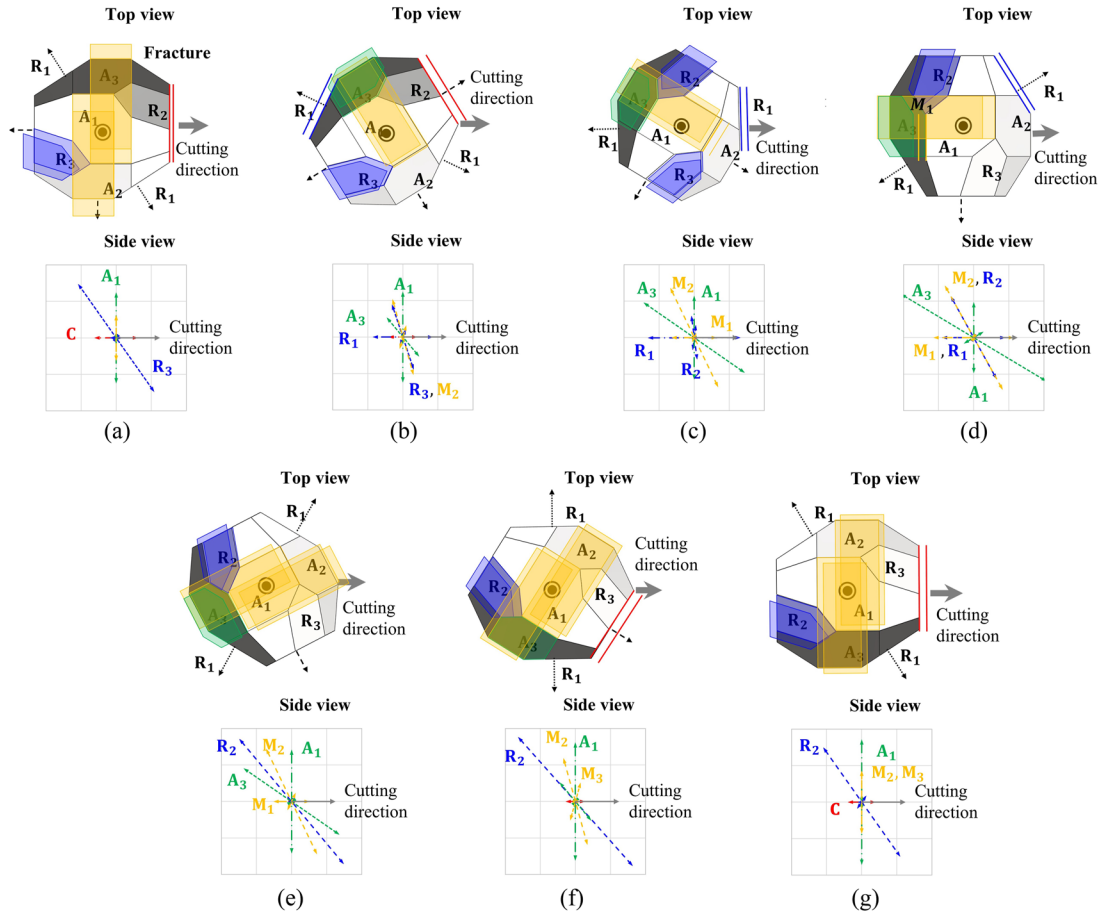 Top view
Fracture
R₁
A₃
R₂
A₁
R₃
Cutting
direction
A₂
R₁
Side view
A₁
C
Cutting
direction
R₃
(a)
Top view
Cutting
direction
A₃
R₂
R₁
A
R₁
R₃
A₂
Side view
A₁
A₃
R₁
Cutting
direction
R₃, M₂
(b)
Top view
R₂
A₃
R₁
R₁
A₁
A₂
Cutting
direction
R₃
Side view
M₂
A₃
A₁
M₁
R₁
Cutting
direction
R₂
(c)
Top view
R₂
R₁
M₁
A₃
A₂
A₁
Cutting
direction
R₁
R₃
Side view
M₂, R₂
A₃
Cutting
direction
M₁, R₁
A₁
(d)
Top view
R₁
R₂
A₂
A₁
A₃
Cutting
direction
R₃
R₁
Side view
R₂
M₂
A₁
A₃
M₁
Cutting
direction
(e)
Top view
R₁
A₂
Cutting
direction
R₂
R₃
A₁
A₃
R₁
Side view
M₂
A₁
R₂
M₃
Cutting
direction
(f)
Top view
R₁
A₂
R₃
A₁
R₂
Cutting
direction
A₃
R₁
Side view
R₂
A₁
M₂, M₃
C
Cutting
direction
(g)